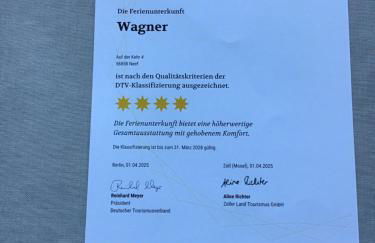 Die Ferienunterkunft
Wagner
Auf der Kehr 4
56858 Neef
ist nach den Qualitätskriterien der
DTV-Klassifizierung ausgezeichnet.
Die Ferienunterkunft bietet eine höherwertige
Gesamtausstattung mit gehobenem Komfort.
Die Klassifizierung ist bis zum 31. März 2028 gültig.
Berlin, 01.04.2025
Zell (Mosel), 01.04.2025
Reinhard Meyer
Präsident
Deutscher Tourismusverband
Aline Richter
Aline Richter
Zeller Land Tourismus GmbH